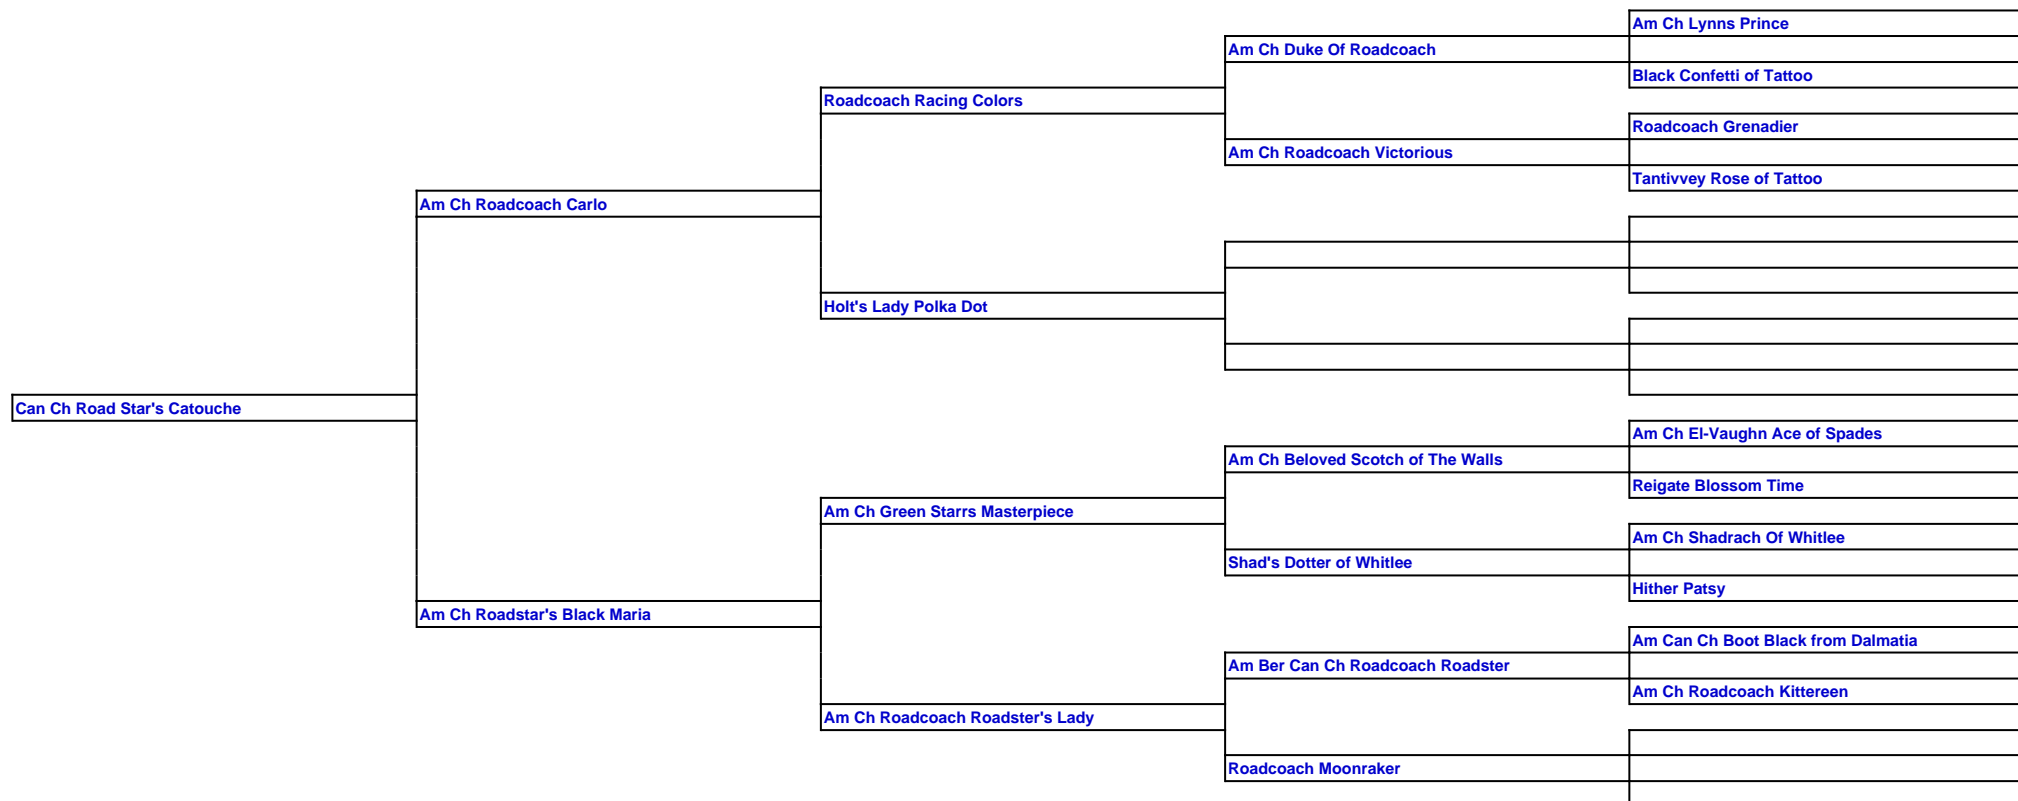 Am Ch Lynns Prince
Am Ch Duke Of Roadcoach
Black Confetti of Tattoo
Roadcoach Racing Colors
Roadcoach Grenadier
Am Ch Roadcoach Victorious
Tantivvey Rose of Tattoo
Am Ch Roadcoach Carlo
Holt's Lady Polka Dot
Can Ch Road Star's Catouche
Am Ch El-Vaughn Ace of Spades
Am Ch Beloved Scotch of The Walls
Reigate Blossom Time
Am Ch Green Starrs Masterpiece
Am Ch Shadrach Of Whitlee
Shad's Dotter of Whitlee
Hither Patsy
Am Ch Roadstar's Black Maria
Am Can Ch Boot Black from Dalmatia
Am Ber Can Ch Roadcoach Roadster
Am Ch Roadcoach Kittereen
Am Ch Roadcoach Roadster's Lady
Roadcoach Moonraker